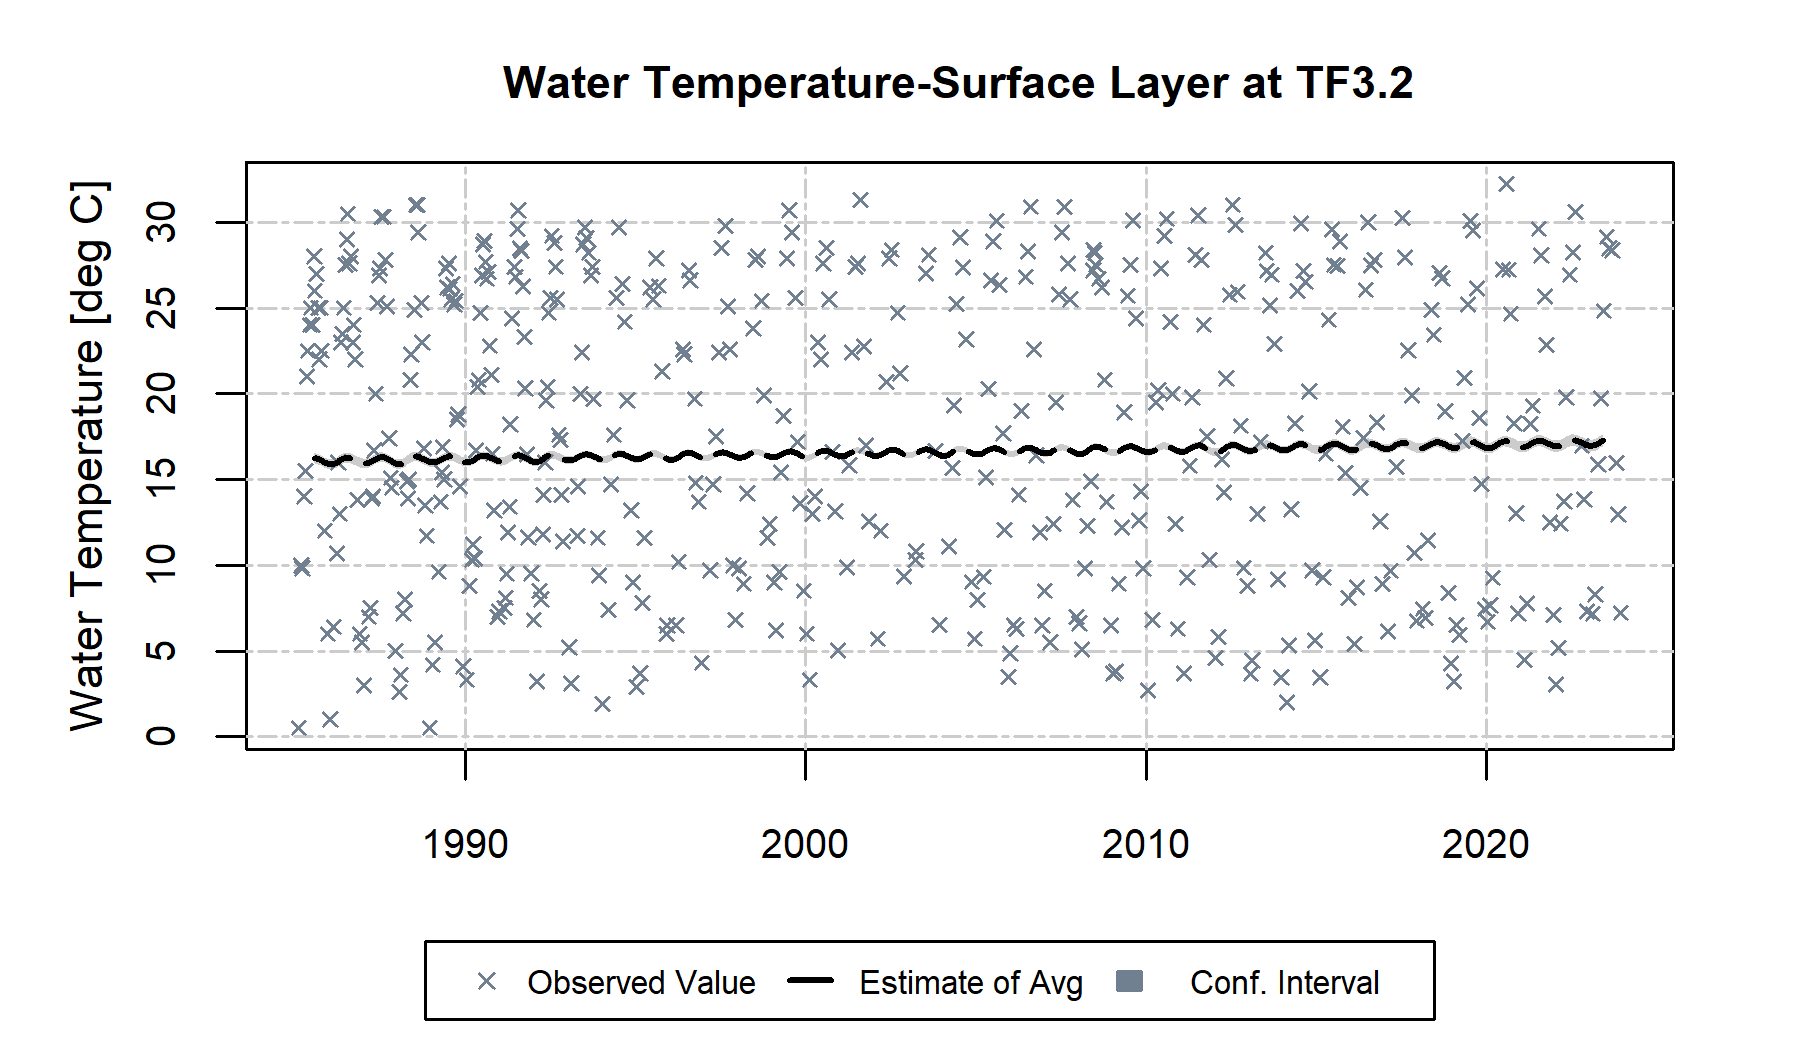 Water Temperature-Surface Layer at TF3.2
Water Temperature [deg C]
30
25
20
15
10
5
0
1990 2000 2010 2020
Observed Value Estimate of Avg Conf. Interval